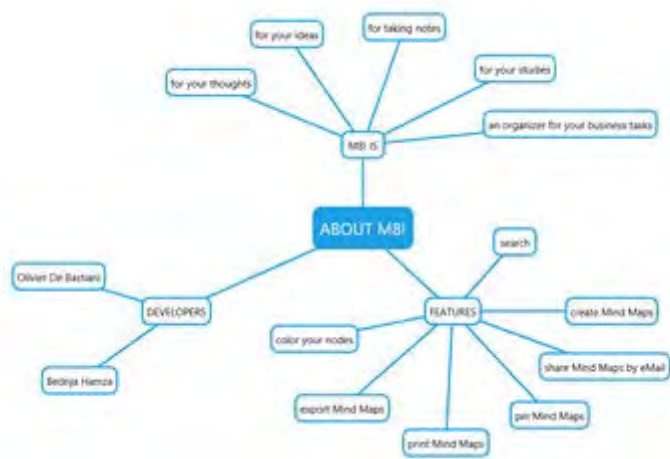 for your ideas
for taking notes
for your thoughts
for your studies
an organizer for your business tasks
MBI IS
ABOUT MBI
search
Olivier De Bastiani
DEVELOPERS
FEATURES
create Mind Maps
color your nodes
share Mind Maps by eMail
Hamza
export Mind Maps
pin Mind Maps
print Mind Maps